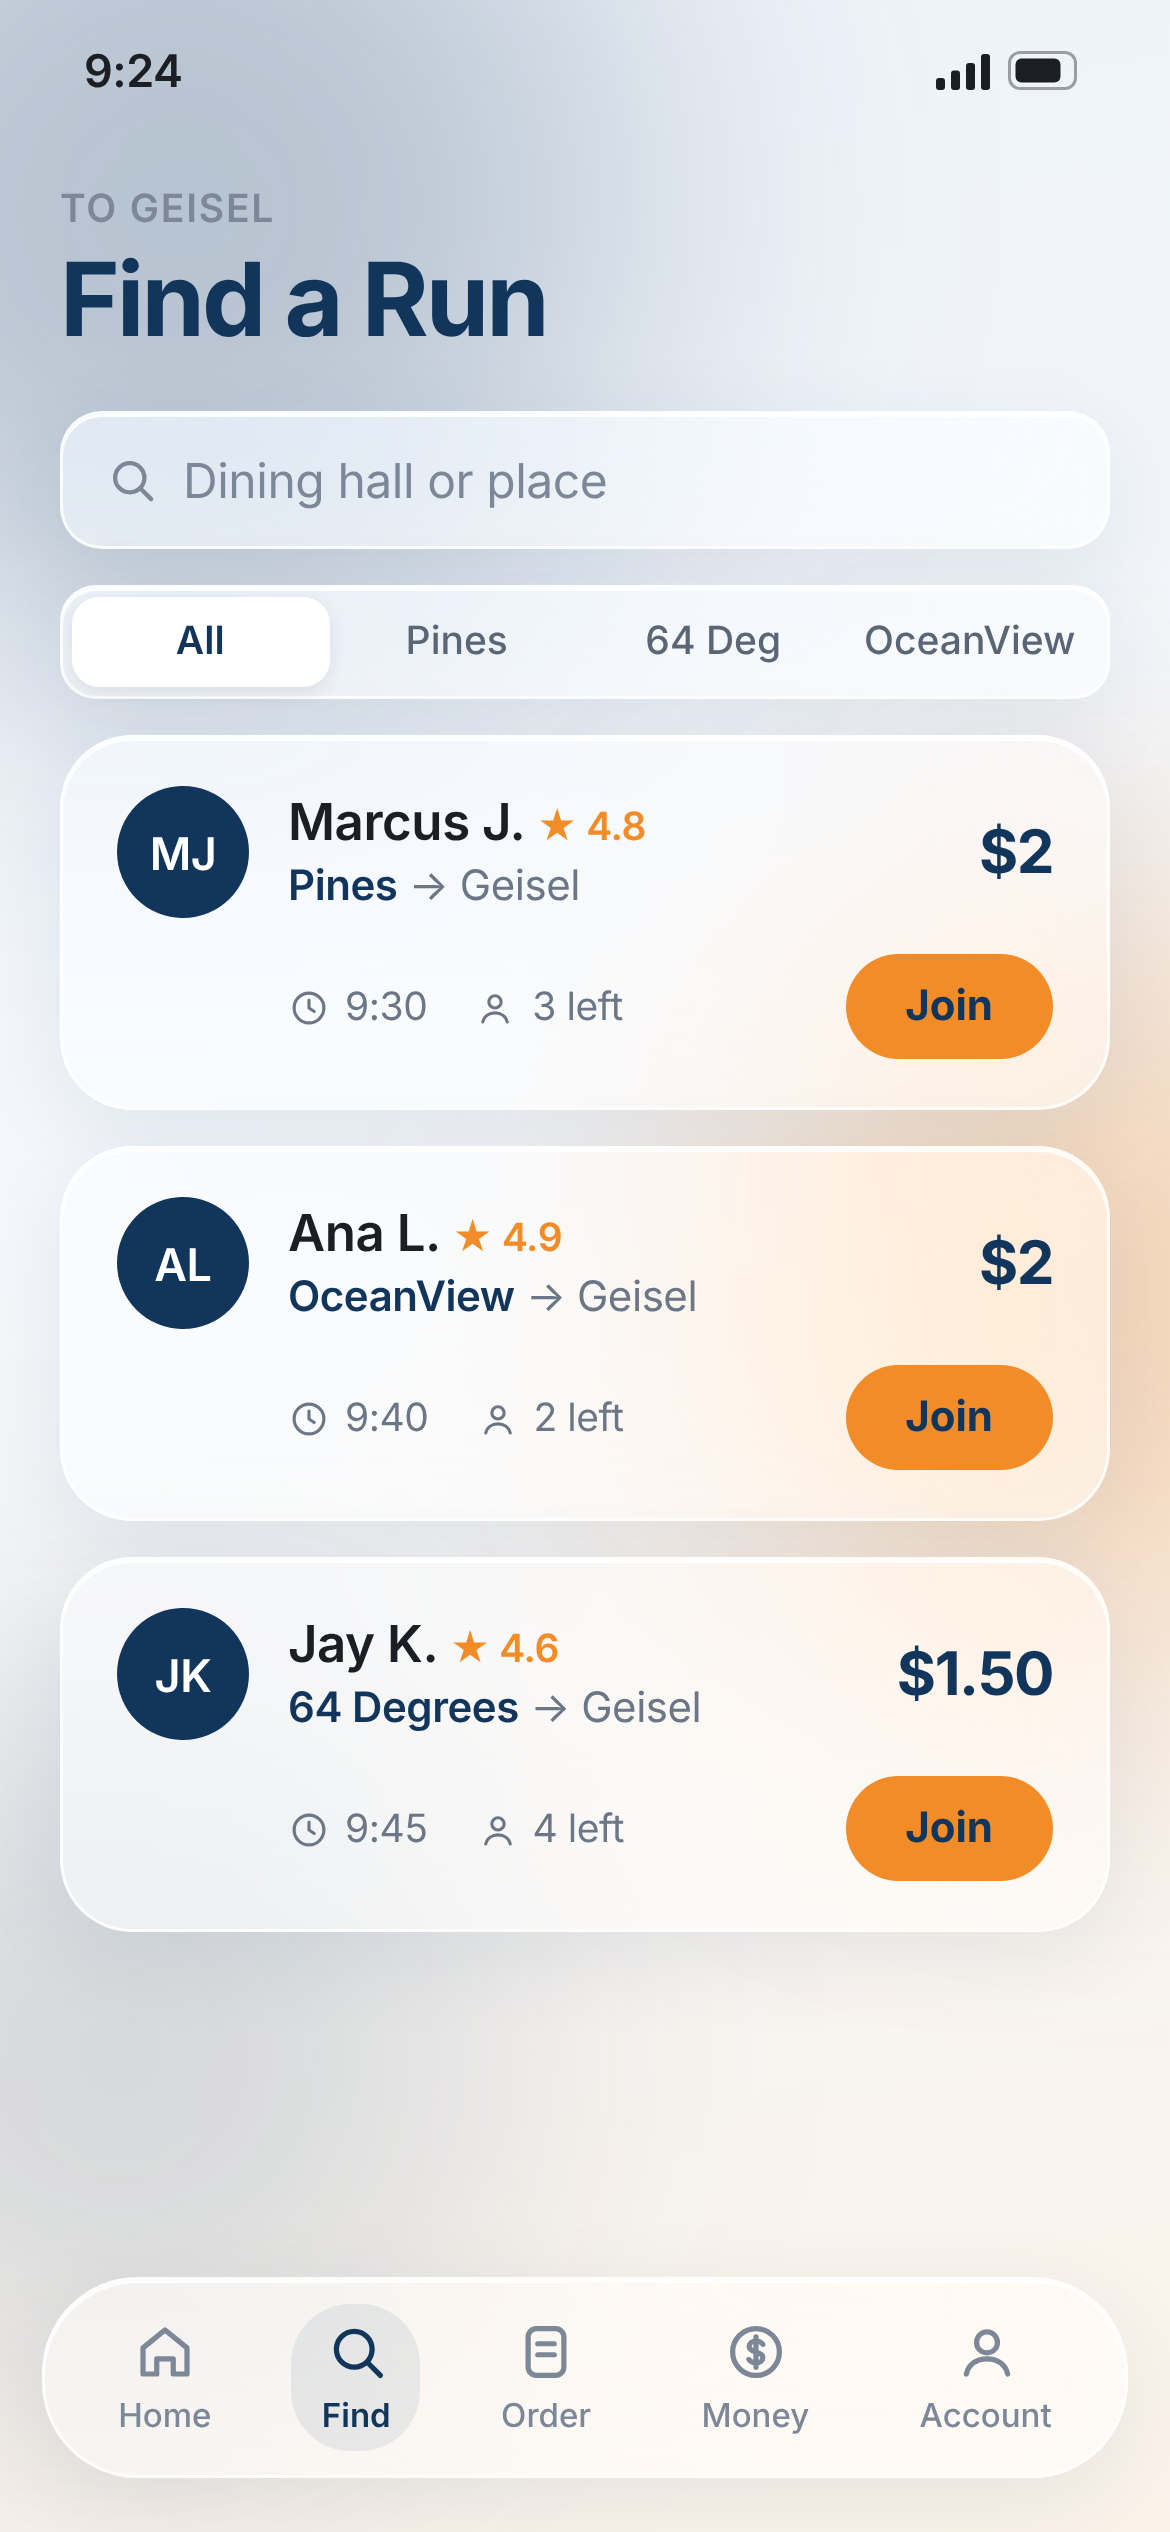 9:24
TO GEISEL
Find a Run
Dining hall or place
All Pines 64 Deg OceanView
MJ
Marcus J. ★ 4.8
Pines → Geisel
$2
9:30 3 left
Join
AL
Ana L. ★ 4.9
OceanView → Geisel
$2
9:40 2 left
Join
JK
Jay K. ★ 4.6
64 Degrees → Geisel
$1.50
9:45 4 left
Join
Home Find Order Money Account